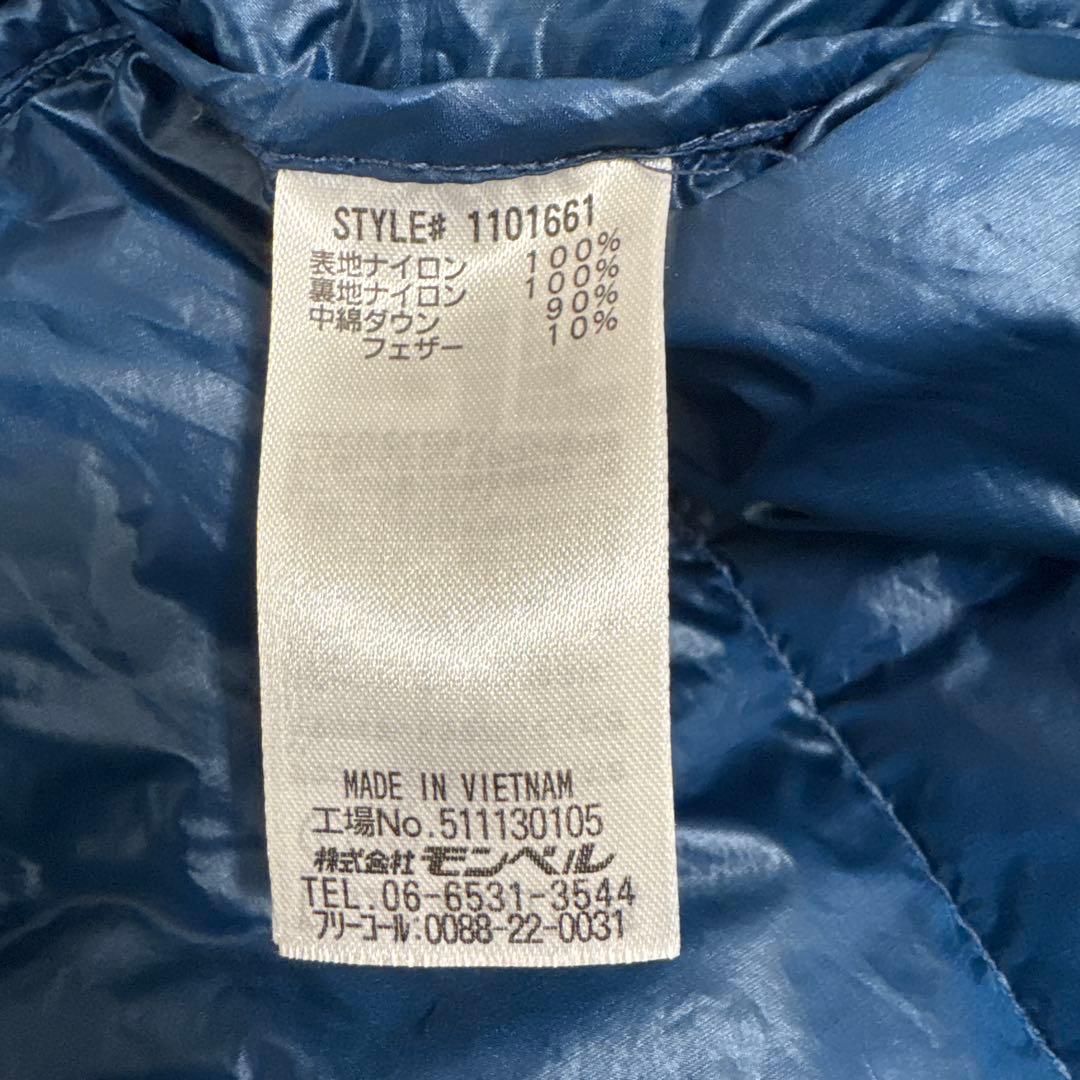 STYLE# 1101661
表地ナイロン 100%
裏地ナイロン 100%
中綿ダウン 90%
フェザー 10%
MADE IN VIETNAM
工場No.511130105
株式会社 モンベル
TEL.06-6531-3544
フリーコール:0088-22-0031